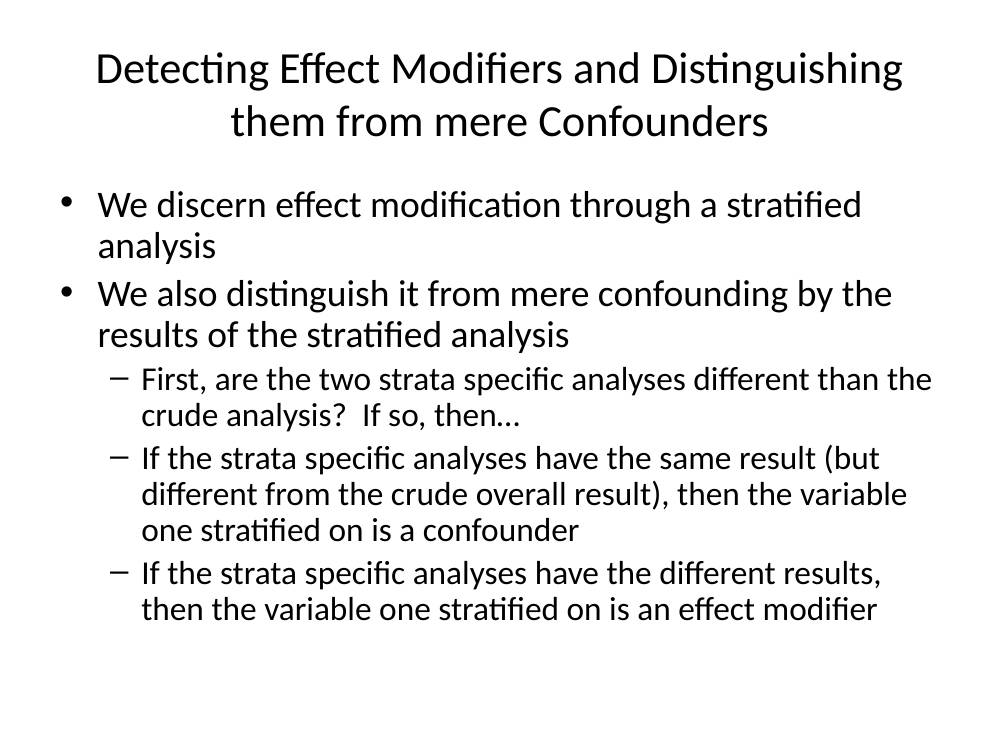 Detecting Effect Modifiers and Distinguishing
them from mere Confounders
• We discern effect modification through a stratified
analysis
• We also distinguish it from mere confounding by the
results of the stratified analysis
– First, are the two strata specific analyses different than the
crude analysis?  If so, then…
– If the strata specific analyses have the same result (but
different from the crude overall result), then the variable
one stratified on is a confounder
– If the strata specific analyses have the different results,
then the variable one stratified on is an effect modifier